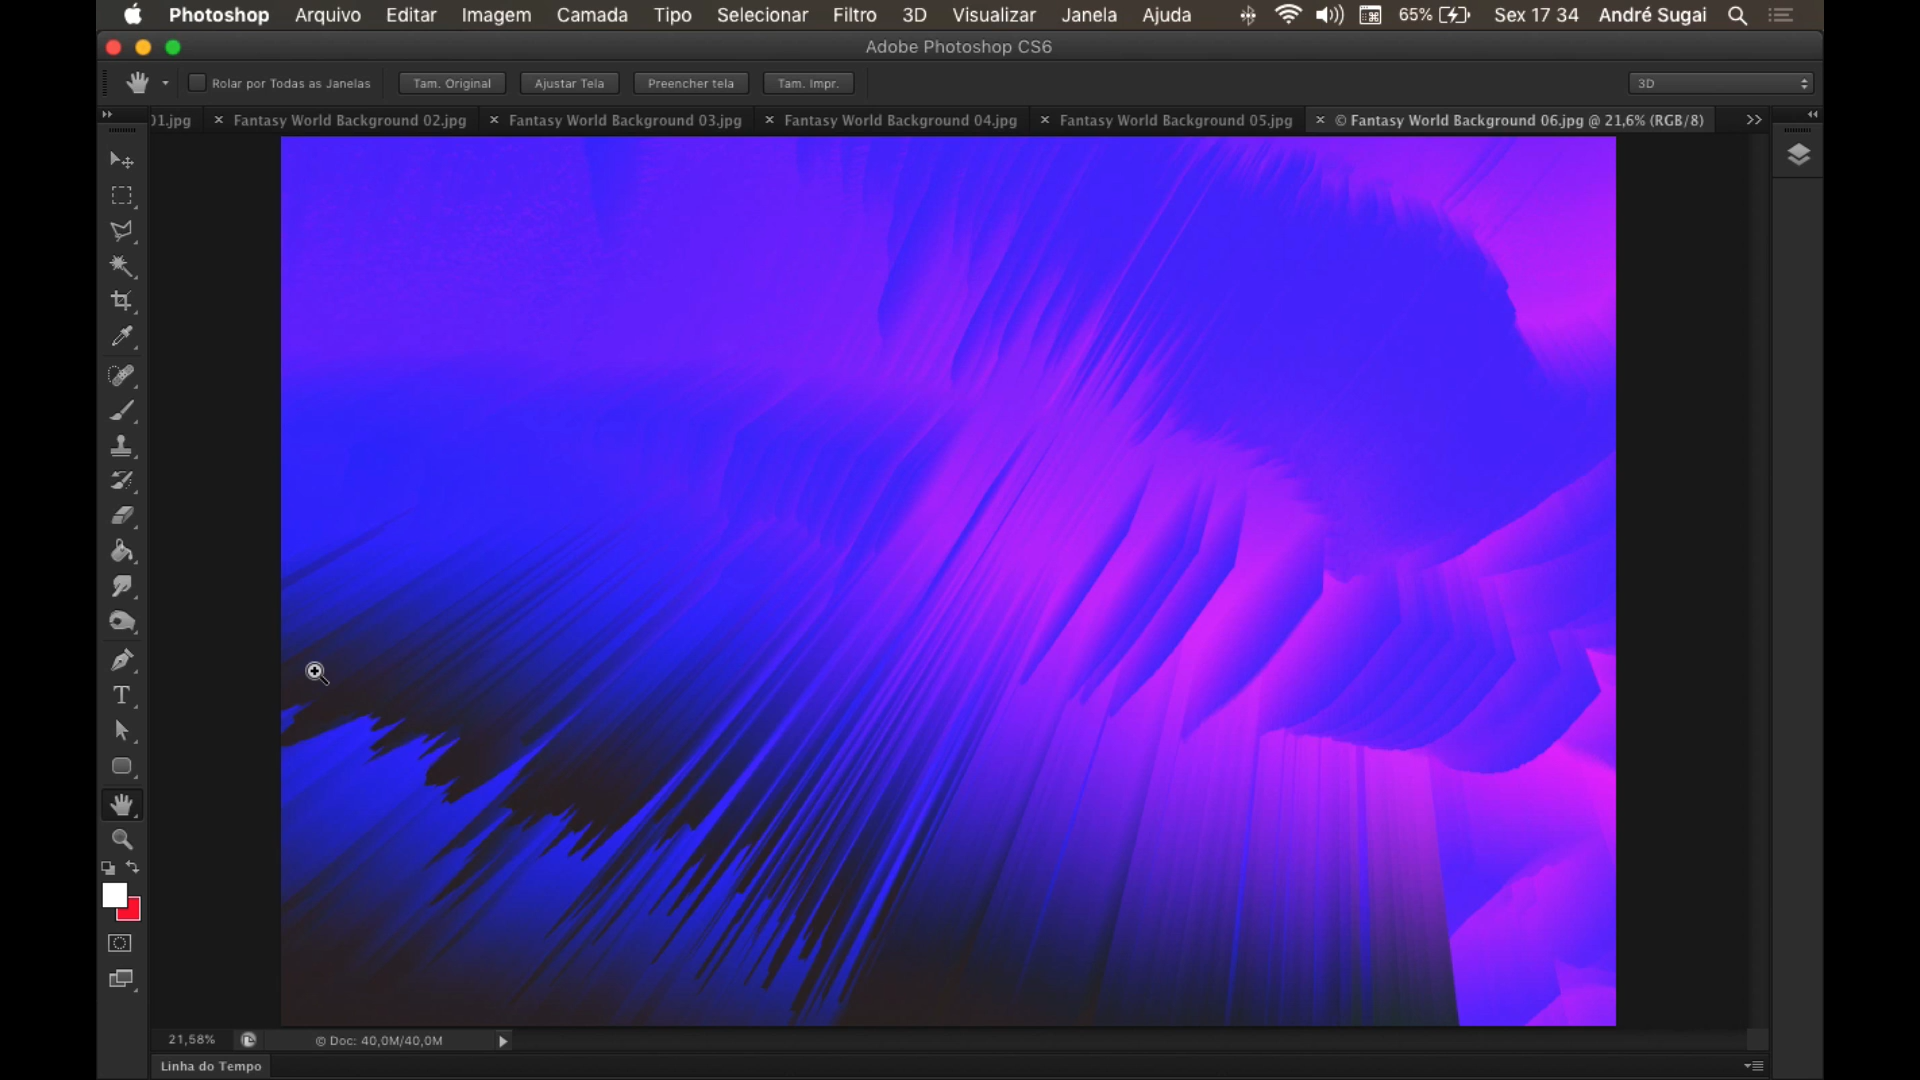 Photoshop Arquivo Editar Imagem Camada Tipo Selecionar Filtro 3D Visualizar Janela Ajuda 65% Sex 17 34 André Sugai
Adobe Photoshop CS6
Rolar por Todas as Janelas Tam. Original Ajustar Tela Preencher tela Tam. Impr. 3D
01.jpg × Fantasy World Background 02.jpg × Fantasy World Background 03.jpg × Fantasy World Background 04.jpg × Fantasy World Background 05.jpg × © Fantasy World Background 06.jpg @ 21,6% (RGB/8)
21,58% © Doc: 40,0M/40,0M
Linha do Tempo